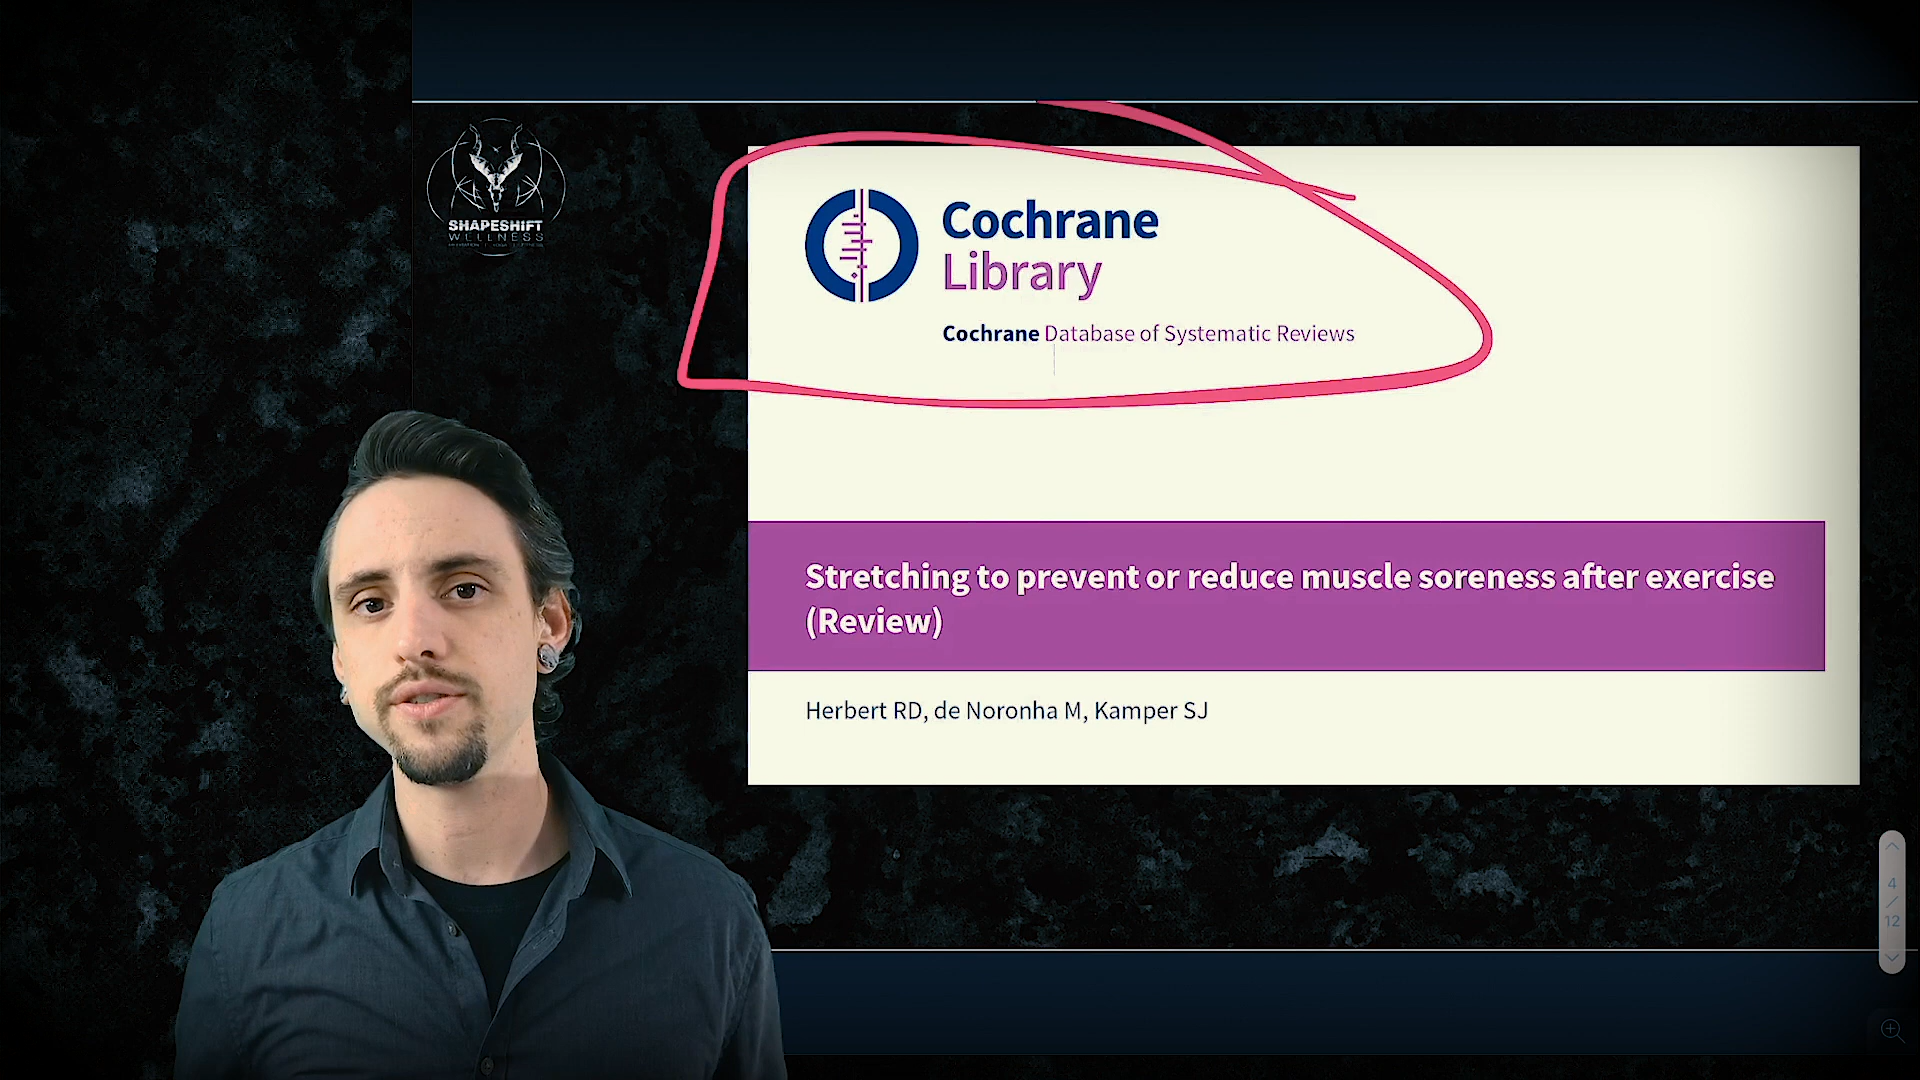 SHAPESHIFT
WELLNESS
Cochrane
Library
Cochrane Database of Systematic Reviews
Stretching to prevent or reduce muscle soreness after exercise
(Review)
Herbert RD, de Noronha M, Kamper SJ
4
/
12